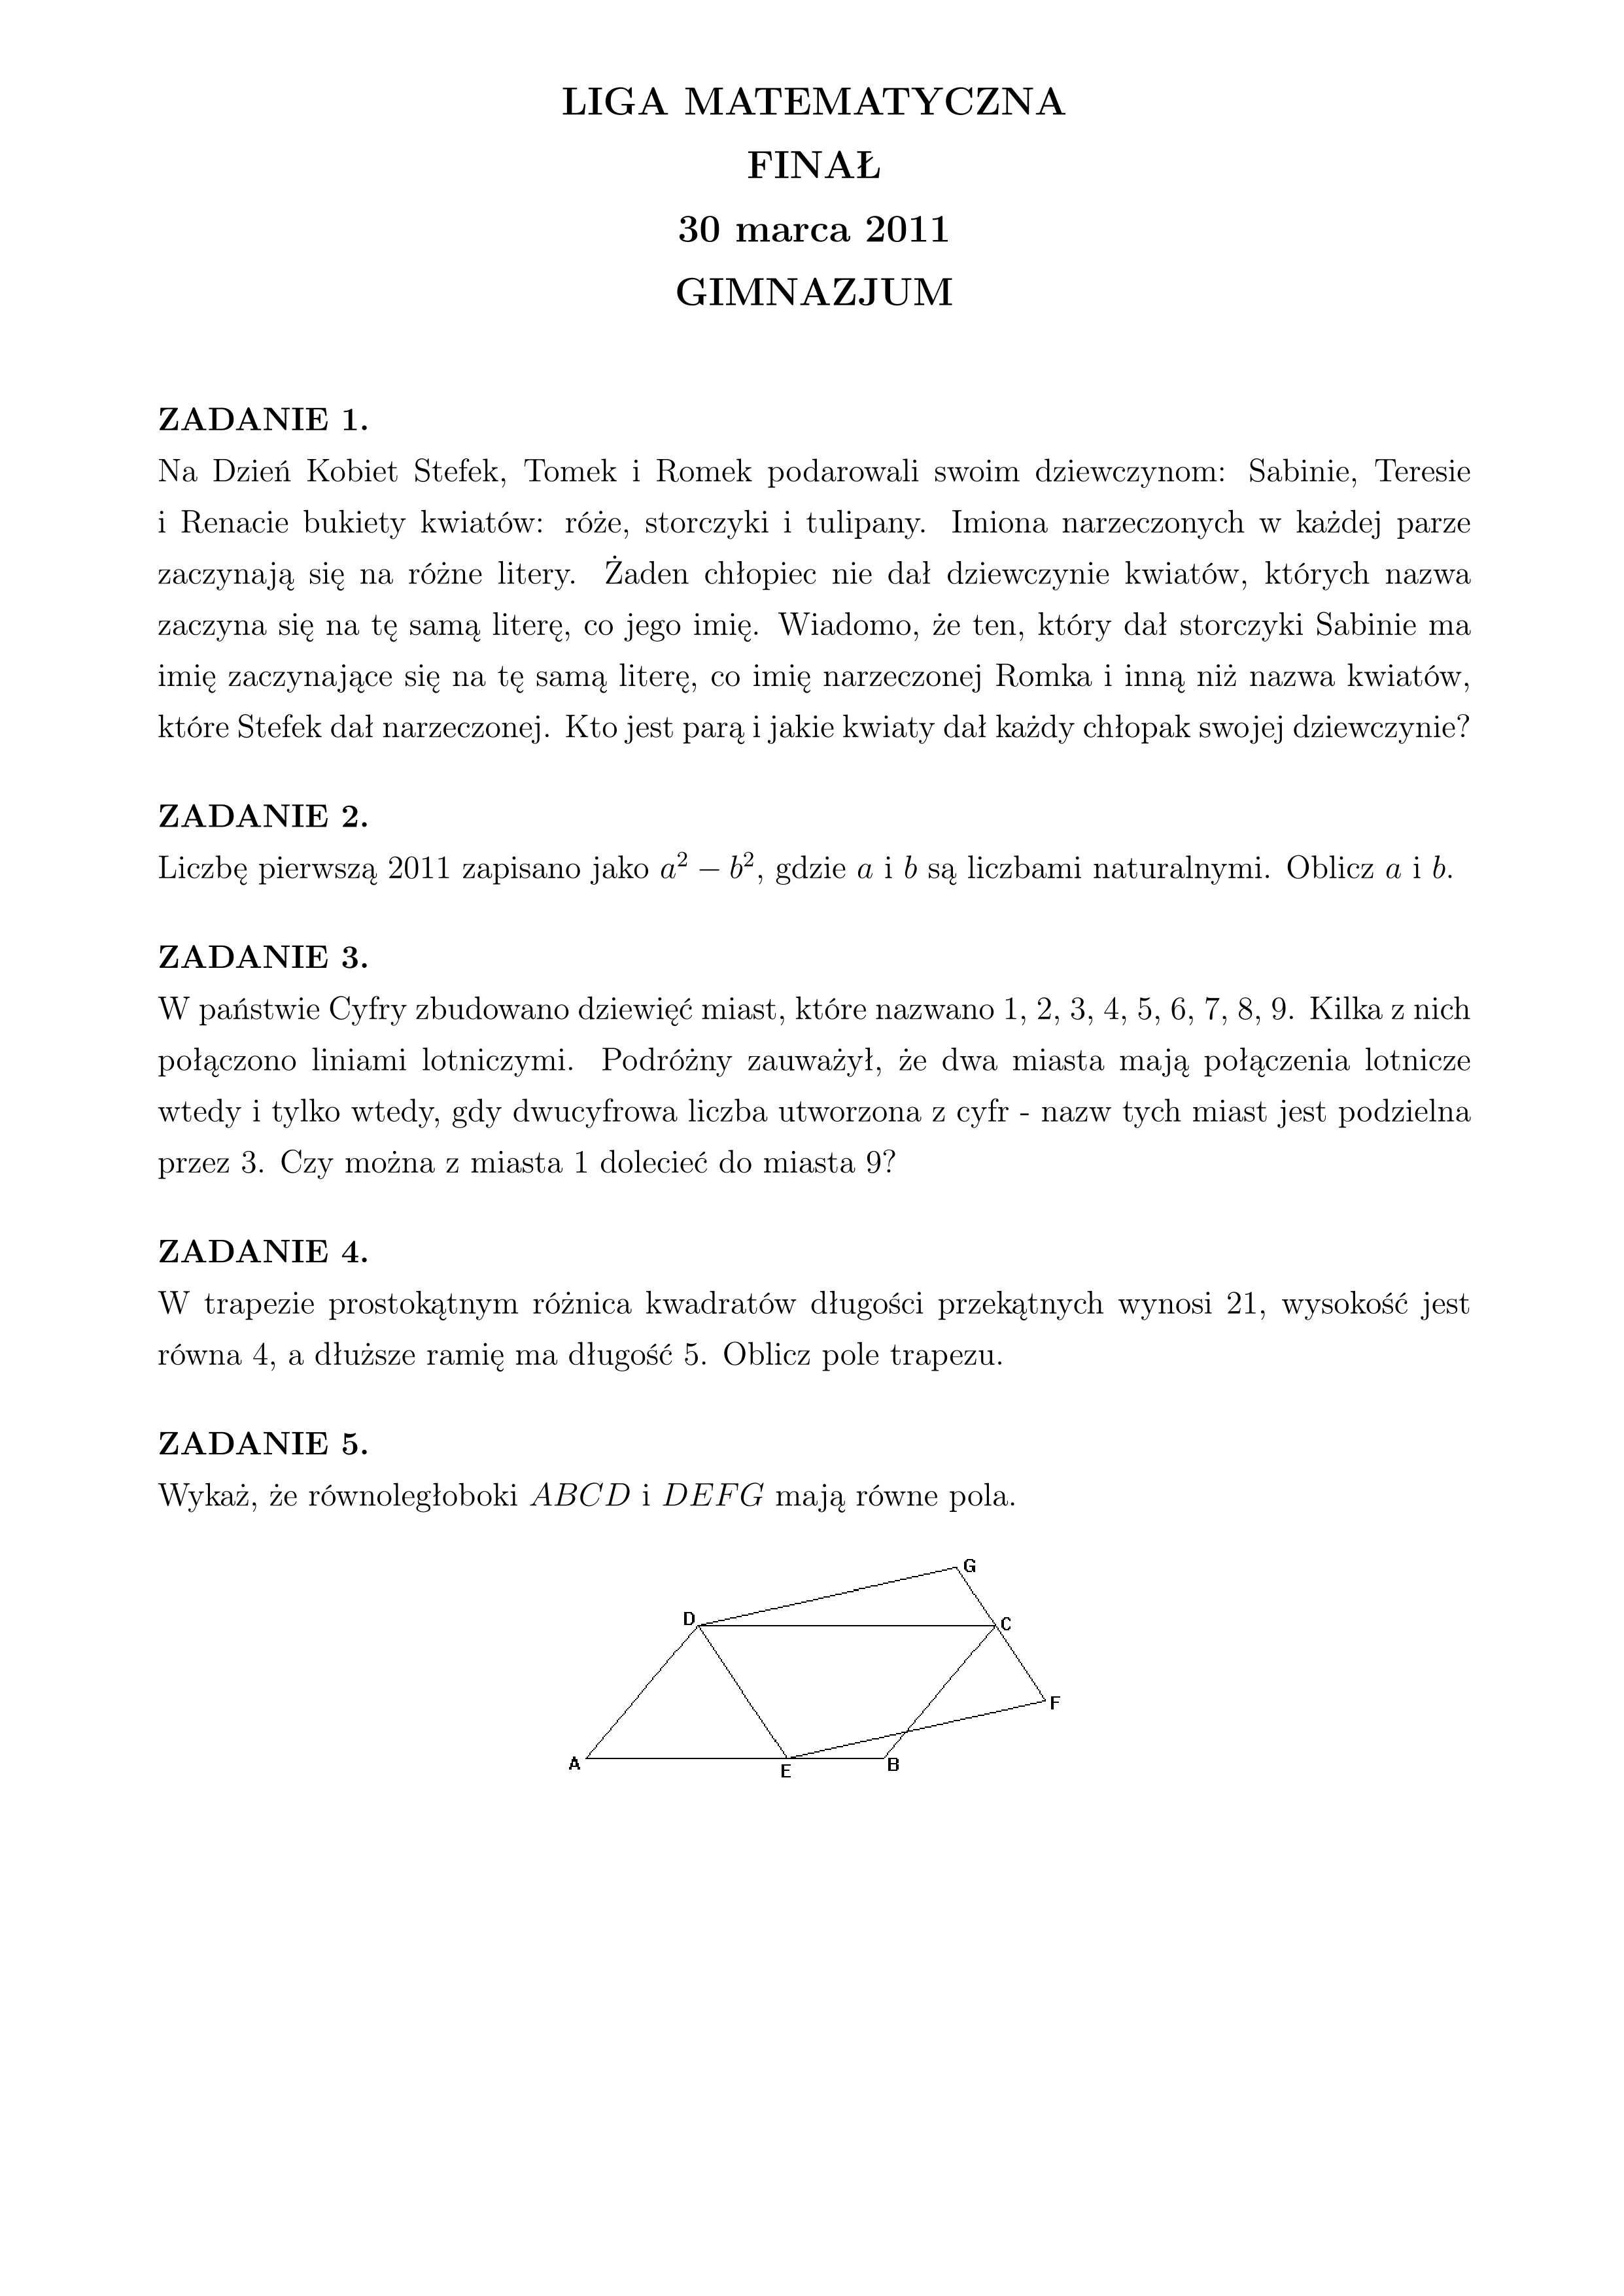 LIGA MATEMATYCZNA
FINAŁ
30 marca 2011
GIMNAZJUM
ZADANIE 1.
Na Dzień Kobiet Stefek, Tomek i Romek podarowali swoim dziewczynom: Sabinie, Teresie
i Renacie bukiety kwiatów: róże, storczyki i tulipany. Imiona narzeczonych w każdej parze
zaczynają się na różne litery. Żaden chłopiec nie dał dziewczynie kwiatów, których nazwa
zaczyna się na tę samą literę, co jego imię. Wiadomo, że ten, który dał storczyki Sabinie ma
imię zaczynające się na tę samą literę, co imię narzeczonej Romka i inną niż nazwa kwiatów,
które Stefek dał narzeczonej. Kto jest parą i jakie kwiaty dał każdy chłopak swojej dziewczynie?
ZADANIE 2.
Liczbę pierwszą 2011 zapisano jako a² − b², gdzie a i b są liczbami naturalnymi. Oblicz a i b.
ZADANIE 3.
W państwie Cyfry zbudowano dziewięć miast, które nazwano 1, 2, 3, 4, 5, 6, 7, 8, 9. Kilka z nich
połączono liniami lotniczymi. Podróżny zauważył, że dwa miasta mają połączenia lotnicze
wtedy i tylko wtedy, gdy dwucyfrowa liczba utworzona z cyfr - nazw tych miast jest podzielna
przez 3. Czy można z miasta 1 dolecieć do miasta 9?
ZADANIE 4.
W trapezie prostokątnym różnica kwadratów długości przekątnych wynosi 21, wysokość jest
równa 4, a dłuższe ramię ma długość 5. Oblicz pole trapezu.
ZADANIE 5.
Wykaż, że równoległoboki ABCD i DEFG mają równe pola.
G
D
C
F
A
E
B